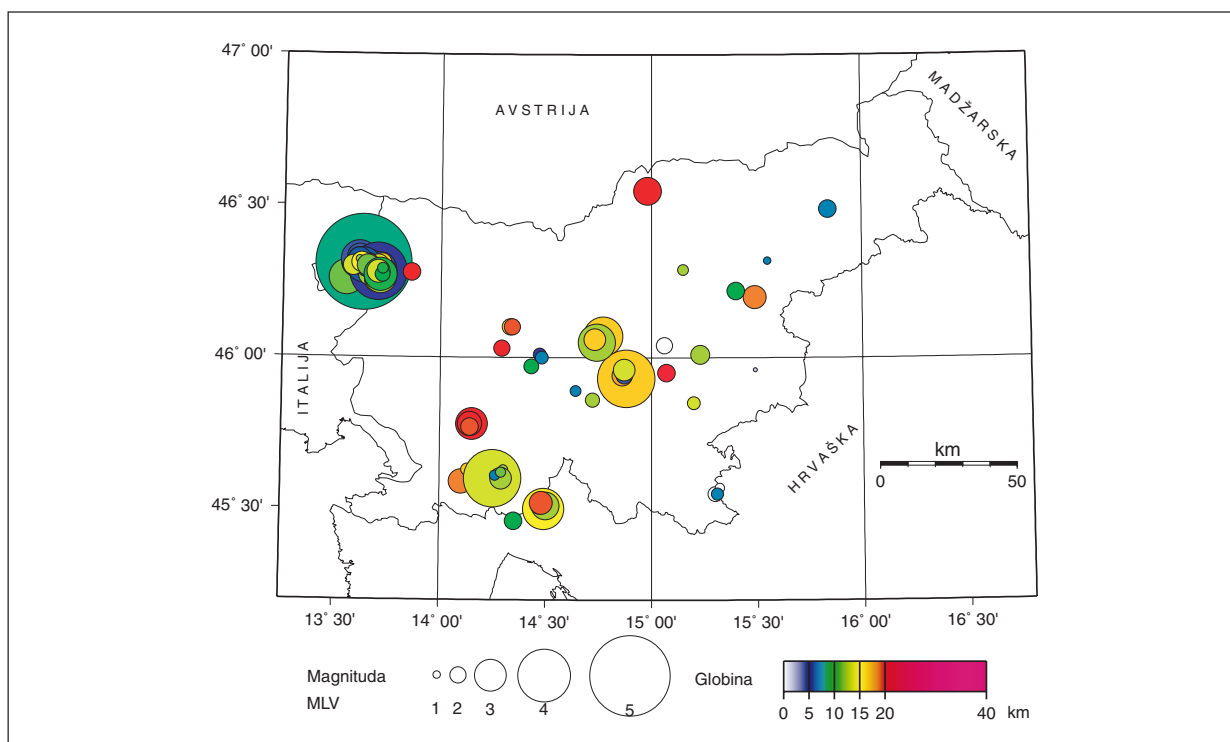 47° 00'
AVSTRIJA
MADŽARSKA
46° 30'
46° 00'
ITALIJA
HRVAŠKA
km
0 50
45° 30'
13° 30' 14° 00' 14° 30' 15° 00' 15° 30' 16° 00' 16° 30'
Magnituda
MLV
1 2 3 4 5
Globina
0 5 10 15 20 40 km